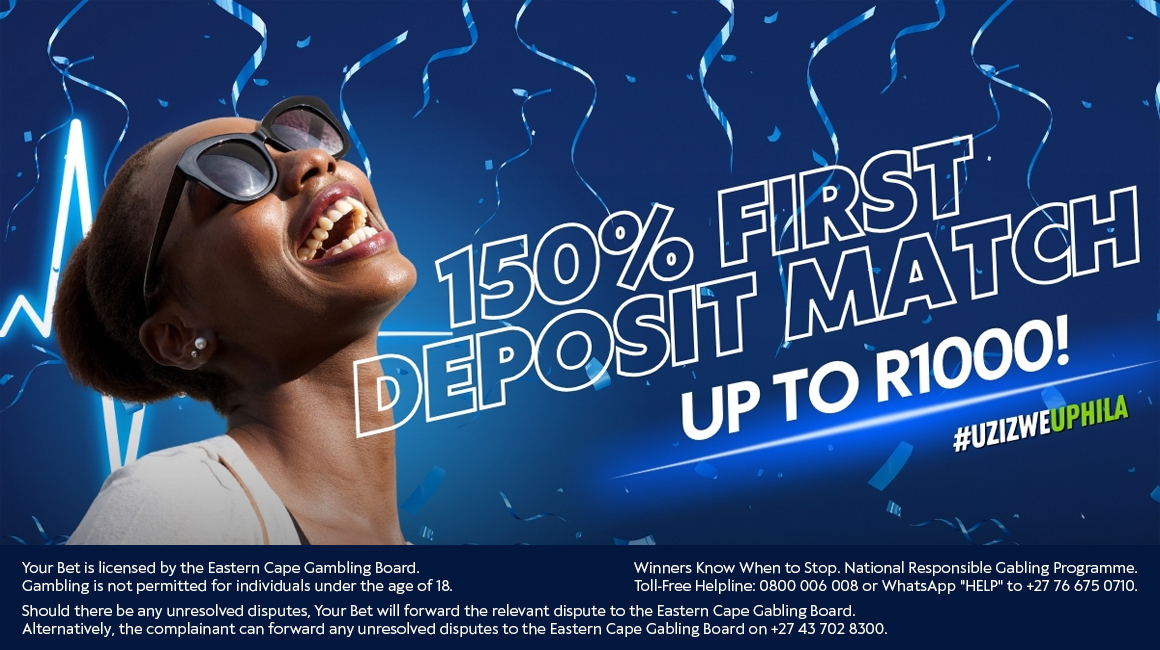 150% FIRST
DEPOSIT MATCH
UP TO R1000!
#UZIZWEUPHILA
Your Bet is licensed by the Eastern Cape Gambling Board.
Gambling is not permitted for individuals under the age of 18.
Winners Know When to Stop. National Responsible Gabling Programme.
Toll-Free Helpline: 0800 006 008 or WhatsApp "HELP" to +27 76 675 0710.
Should there be any unresolved disputes, Your Bet will forward the relevant dispute to the Eastern Cape Gabling Board.
Alternatively, the complainant can forward any unresolved disputes to the Eastern Cape Gabling Board on +27 43 702 8300.